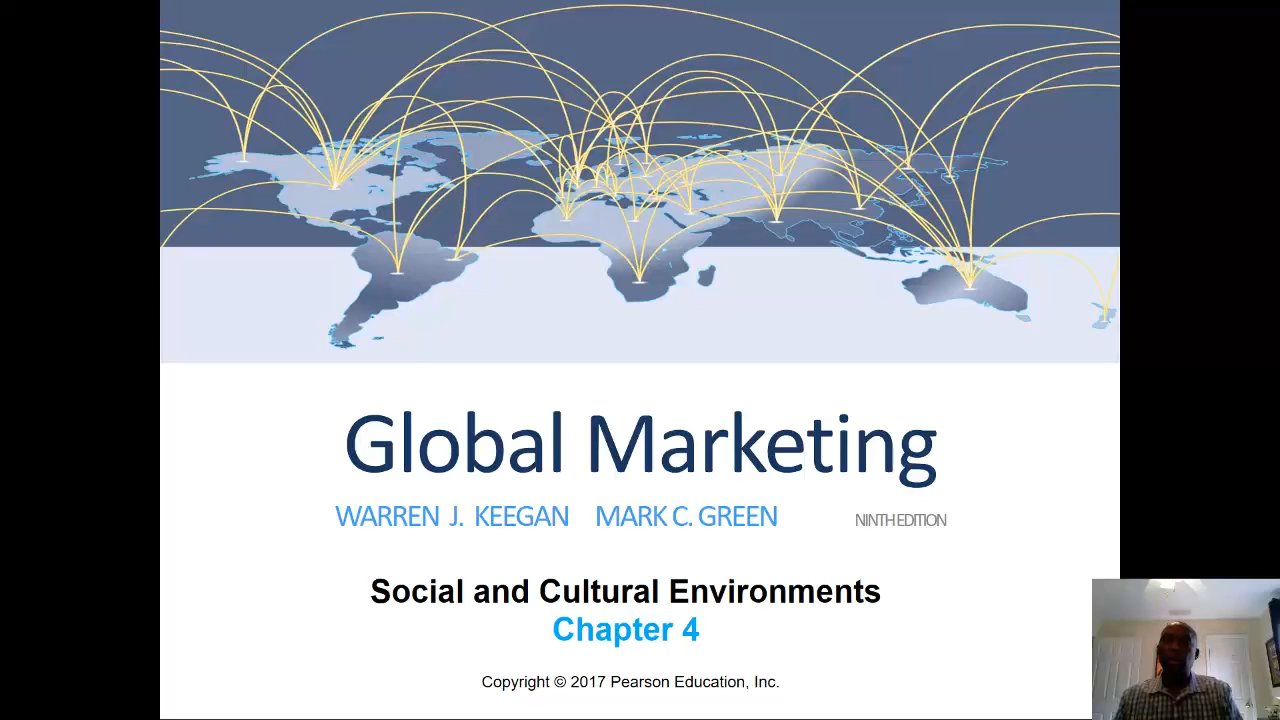 Global Marketing
WARREN J. KEEGAN MARK C. GREEN NINTH EDITION
Social and Cultural Environments
Chapter 4
Copyright © 2017 Pearson Education, Inc.